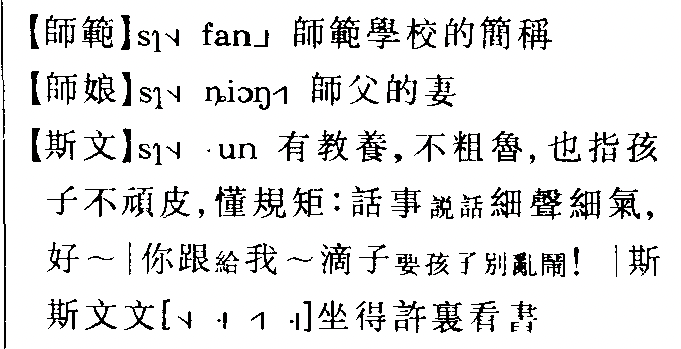 【師範】sɿ˧˩ fan˩ 師範學校的簡稱
【師娘】sɿ˧˩ ȵiɔŋ˦ 師父的妻
【斯文】sɿ˧˩ ·un 有教養,不粗魯,也指孩
子不頑皮,懂規矩:話事説話細聲細氣,
好～|你跟給我～滴子要孩子別亂鬧! |斯
斯文文坐得許裏看書